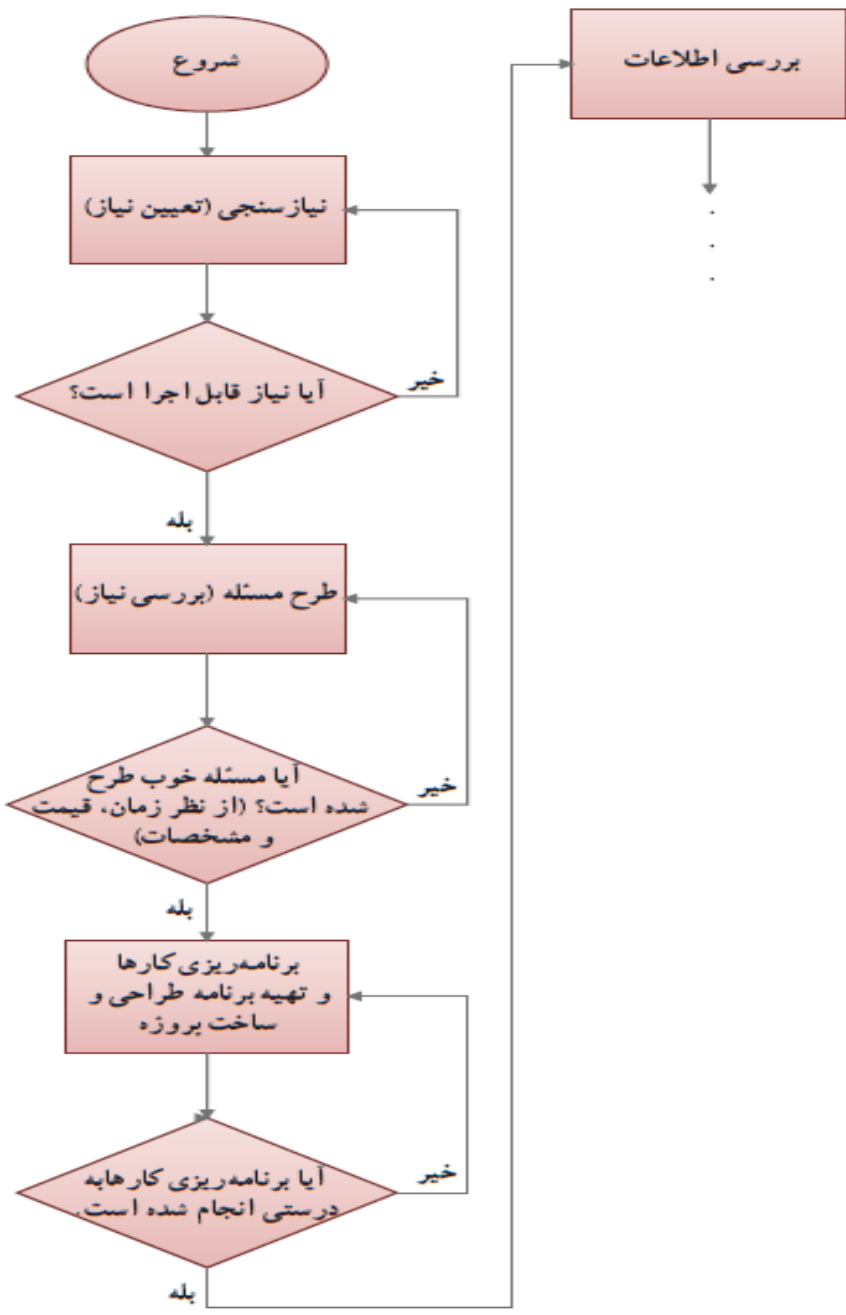 شروع
نیازسنجی (تعیین نیاز)
آیا نیاز قابل اجرا است؟
خیر
بله
طرح مسئله (بررسی نیاز)
آیا مسئله خوب طرح
شده است؟ (از نظر زمان، قیمت
و مشخصات)
خیر
بله
برنامه‌ریزی کارها
و تهیه برنامه طراحی و
ساخت پروژه
آیا برنامه‌ریزی کارهابه
درستی انجام شده است.
خیر
بله
بررسی اطلاعات
.
.
.